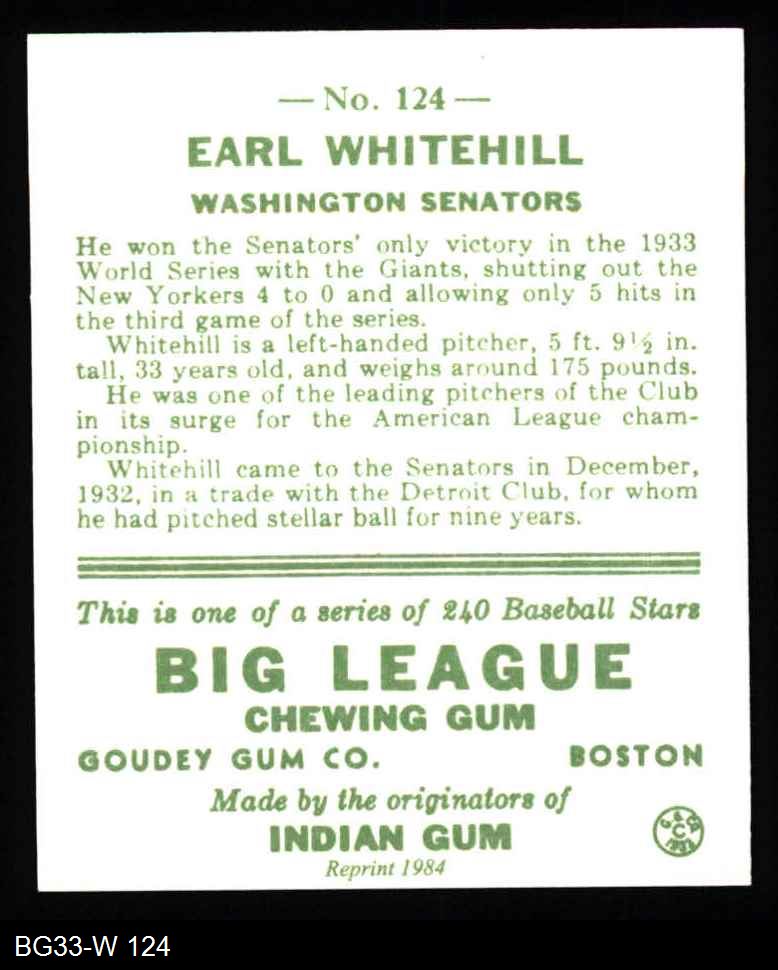 — No. 124 —
EARL WHITEHILL
WASHINGTON SENATORS
He won the Senators' only victory in the 1933
World Series with the Giants, shutting out the
New Yorkers 4 to 0 and allowing only 5 hits in
the third game of the series.
Whitehill is a left-handed pitcher, 5 ft. 9½ in.
tall, 33 years old, and weighs around 175 pounds.
He was one of the leading pitchers of the Club
in its surge for the American League cham-
pionship.
Whitehill came to the Senators in December,
1932, in a trade with the Detroit Club, for whom
he had pitched stellar ball for nine years.
This is one of a series of 240 Baseball Stars
BIG LEAGUE
CHEWING GUM
GOUDEY GUM CO. BOSTON
Made by the originators of
INDIAN GUM
Reprint 1984
BG33-W 124